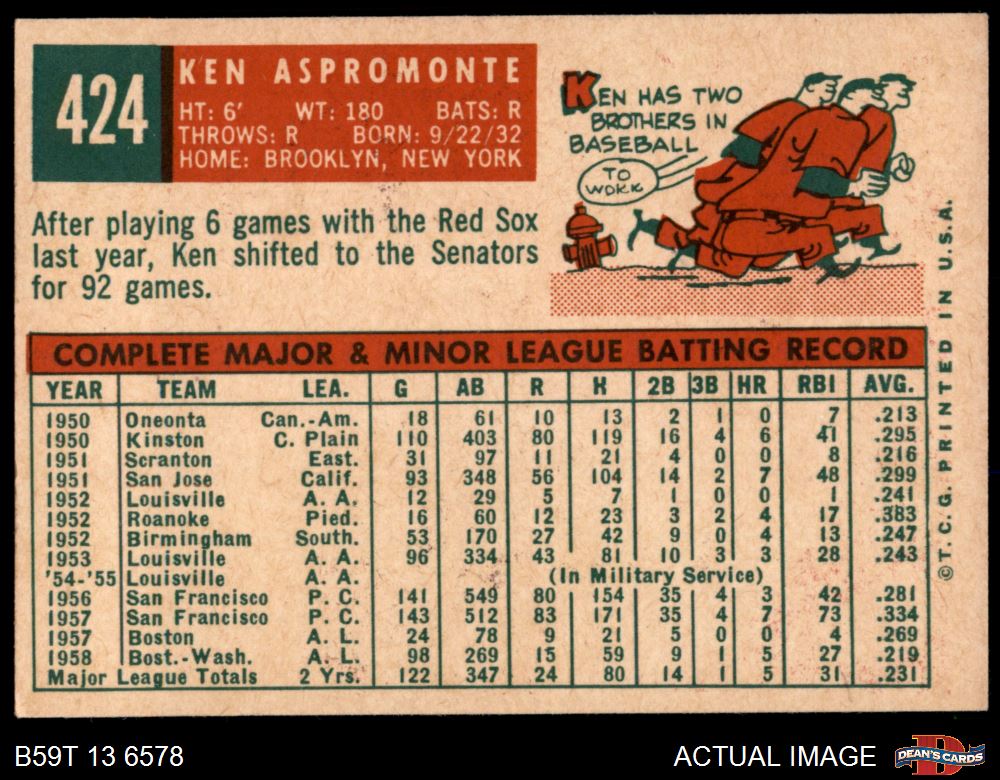 424
KEN ASPROMONTE
HT: 6' WT: 180 BATS: R
THROWS: R BORN: 9/22/32
HOME: BROOKLYN, NEW YORK
KEN HAS TWO
BROTHERS IN
BASEBALL
TO
WORK
After playing 6 games with the Red Sox
last year, Ken shifted to the Senators
for 92 games.
COMPLETE MAJOR & MINOR LEAGUE BATTING RECORD
YEAR TEAM LEA. G AB R H 2B 3B HR RBI AVG.
1950 Oneonta Can.-Am. 18 61 10 13 2 1 0 7 .213
1950 Kinston C. Plain 110 403 80 119 16 4 6 41 .295
1951 Scranton East. 31 97 11 21 4 0 0 8 .216
1951 San Jose Calif. 93 348 56 104 14 2 7 48 .299
1952 Louisville A. A. 12 29 5 7 1 0 0 1 .241
1952 Roanoke Pied. 16 60 12 23 3 2 4 17 .383
1952 Birmingham South. 53 170 27 42 9 0 4 13 .247
1953 Louisville A. A. 96 334 43 81 10 3 3 28 .243
'54-'55 Louisville A. A. (In Military Service)
1956 San Francisco P. C. 141 549 80 154 35 4 3 42 .281
1957 San Francisco P. C. 143 512 83 171 35 4 7 73 .334
1957 Boston A. L. 24 78 9 21 5 0 0 4 .269
1958 Bost.-Wash. A. L. 98 269 15 59 9 1 5 27 .219
Major League Totals 2 Yrs. 122 347 24 80 14 1 5 31 .231
© T. C. G. PRINTED IN U.S.A.
B59T 13 6578
ACTUAL IMAGE
DEAN'S CARDS